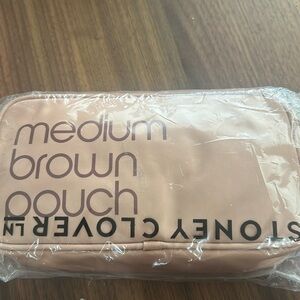 medium
brown
pouch
STONEY CLOVER LN